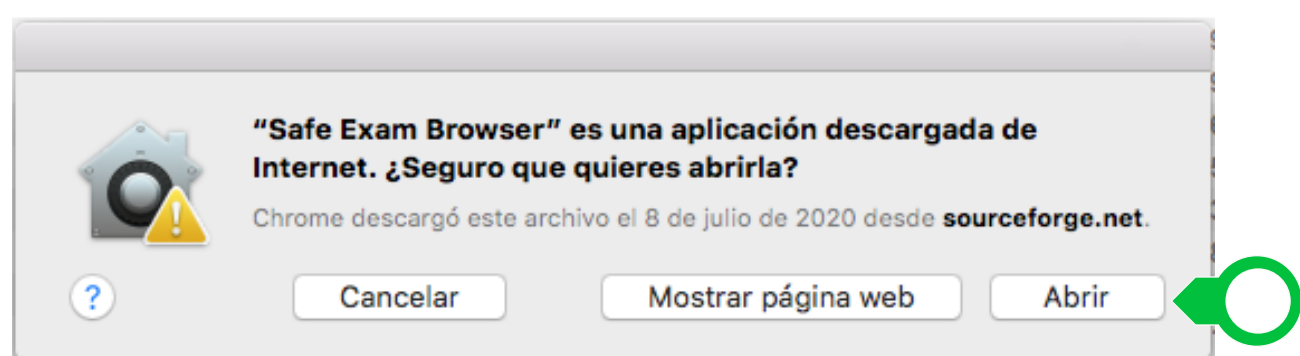 “Safe Exam Browser” es una aplicación descargada de
Internet. ¿Seguro que quieres abrirla?
Chrome descargó este archivo el 8 de julio de 2020 desde sourceforge.net.
? Cancelar Mostrar página web Abrir